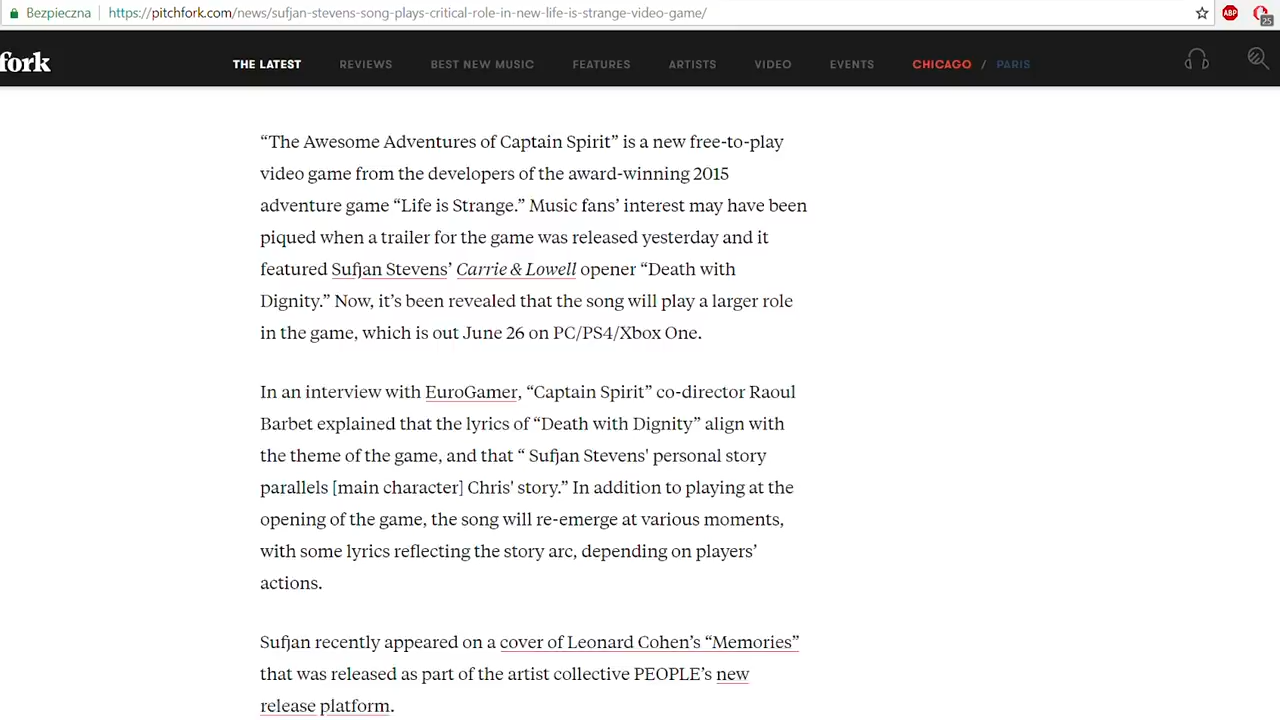 Bezpieczna https://pitchfork.com/news/sufjan-stevens-song-plays-critical-role-in-new-life-is-strange-video-game/ ABP 25
fork THE LATEST REVIEWS BEST NEW MUSIC FEATURES ARTISTS VIDEO EVENTS CHICAGO / PARIS
“The Awesome Adventures of Captain Spirit” is a new free-to-play
video game from the developers of the award-winning 2015
adventure game “Life is Strange.” Music fans’ interest may have been
piqued when a trailer for the game was released yesterday and it
featured Sufjan Stevens’ Carrie & Lowell opener “Death with
Dignity.” Now, it’s been revealed that the song will play a larger role
in the game, which is out June 26 on PC/PS4/Xbox One.
In an interview with EuroGamer, “Captain Spirit” co-director Raoul
Barbet explained that the lyrics of “Death with Dignity” align with
the theme of the game, and that “ Sufjan Stevens' personal story
parallels [main character] Chris' story.” In addition to playing at the
opening of the game, the song will re-emerge at various moments,
with some lyrics reflecting the story arc, depending on players’
actions.
Sufjan recently appeared on a cover of Leonard Cohen’s “Memories”
that was released as part of the artist collective PEOPLE’s new
release platform.